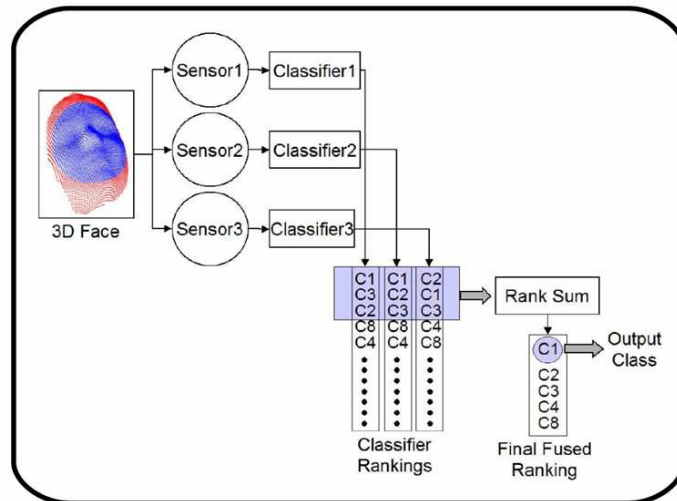 Sensor1
Classifier1
Sensor2
Classifier2
Sensor3
Classifier3
3D Face
C1 C1 C2
C3 C2 C1
C2 C3 C3
C8 C8 C4
C4 C4 C8
Rank Sum
C1
C2
C3
C4
C8
Output
Class
Classifier
Rankings
Final Fused
Ranking